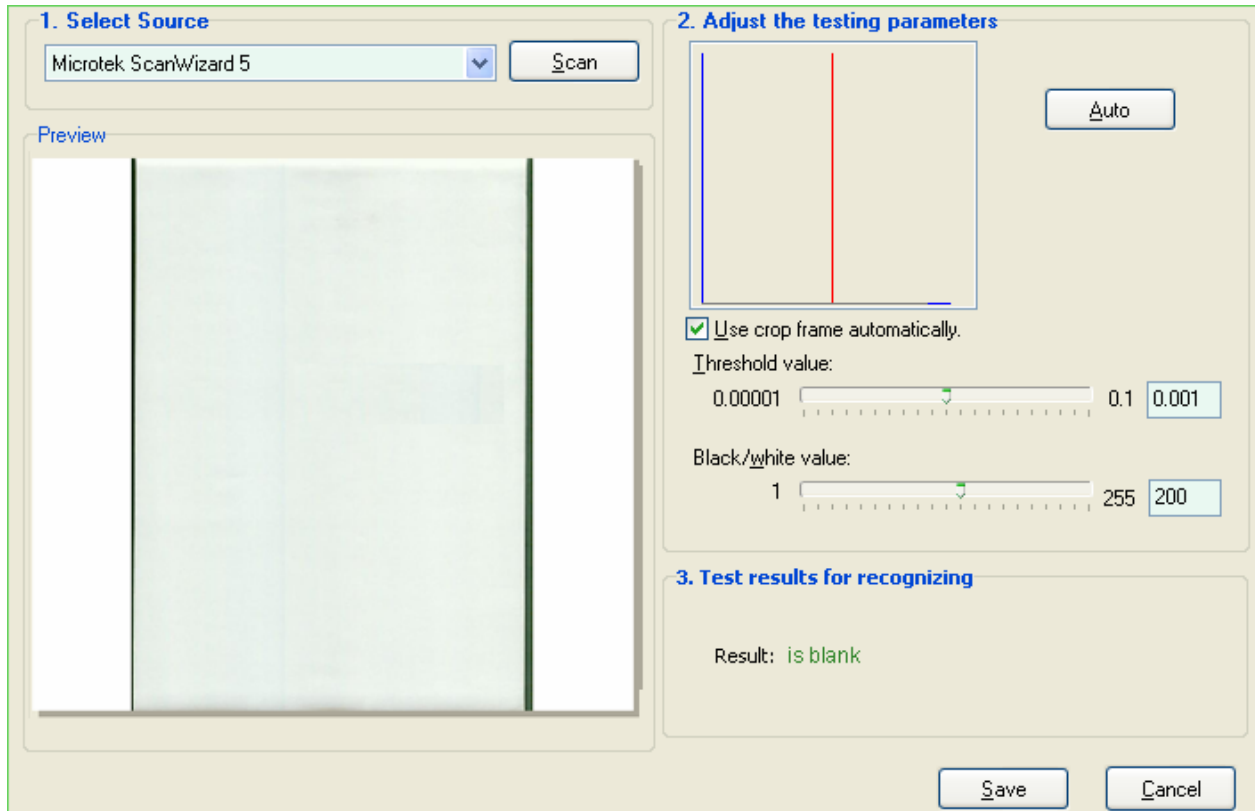 1. Select Source
Microtek ScanWizard 5
Scan
Preview
2. Adjust the testing parameters
Auto
Use crop frame automatically.
Threshold value:
0.00001 0.1 0.001
Black/white value:
1 255 200
3. Test results for recognizing
Result: is blank
Save Cancel